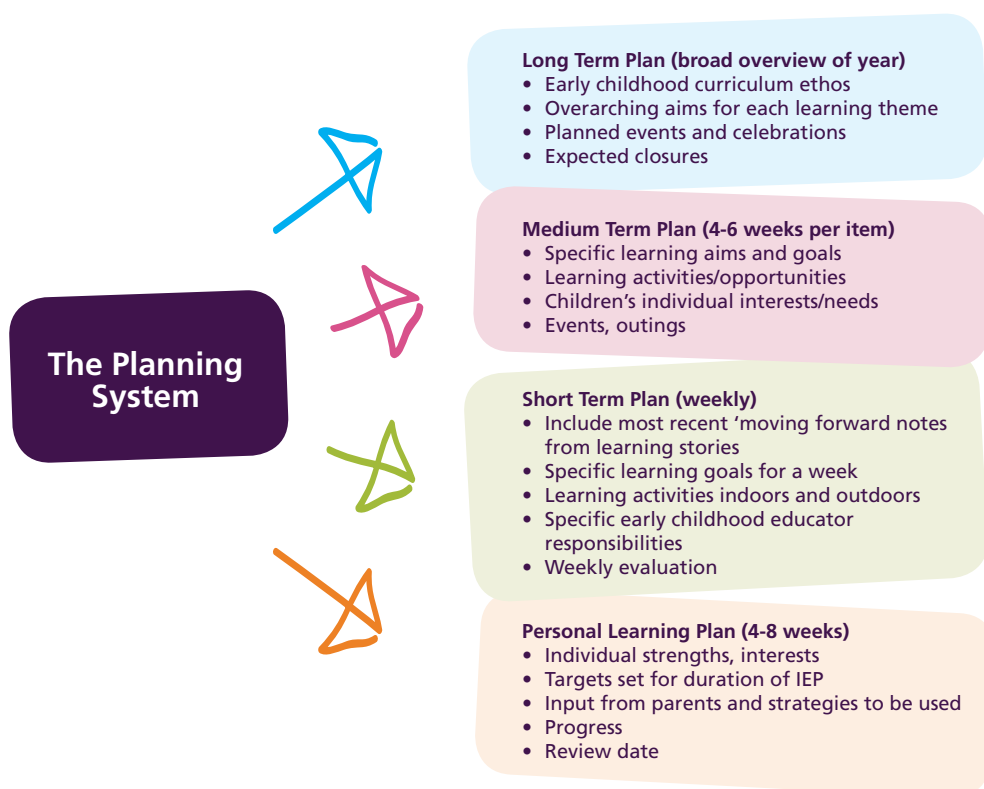 The Planning
System
Long Term Plan (broad overview of year)
• Early childhood curriculum ethos
• Overarching aims for each learning theme
• Planned events and celebrations
• Expected closures
Medium Term Plan (4-6 weeks per item)
• Specific learning aims and goals
• Learning activities/opportunities
• Children’s individual interests/needs
• Events, outings
Short Term Plan (weekly)
• Include most recent ‘moving forward notes
from learning stories
• Specific learning goals for a week
• Learning activities indoors and outdoors
• Specific early childhood educator
responsibilities
• Weekly evaluation
Personal Learning Plan (4-8 weeks)
• Individual strengths, interests
• Targets set for duration of IEP
• Input from parents and strategies to be used
• Progress
• Review date